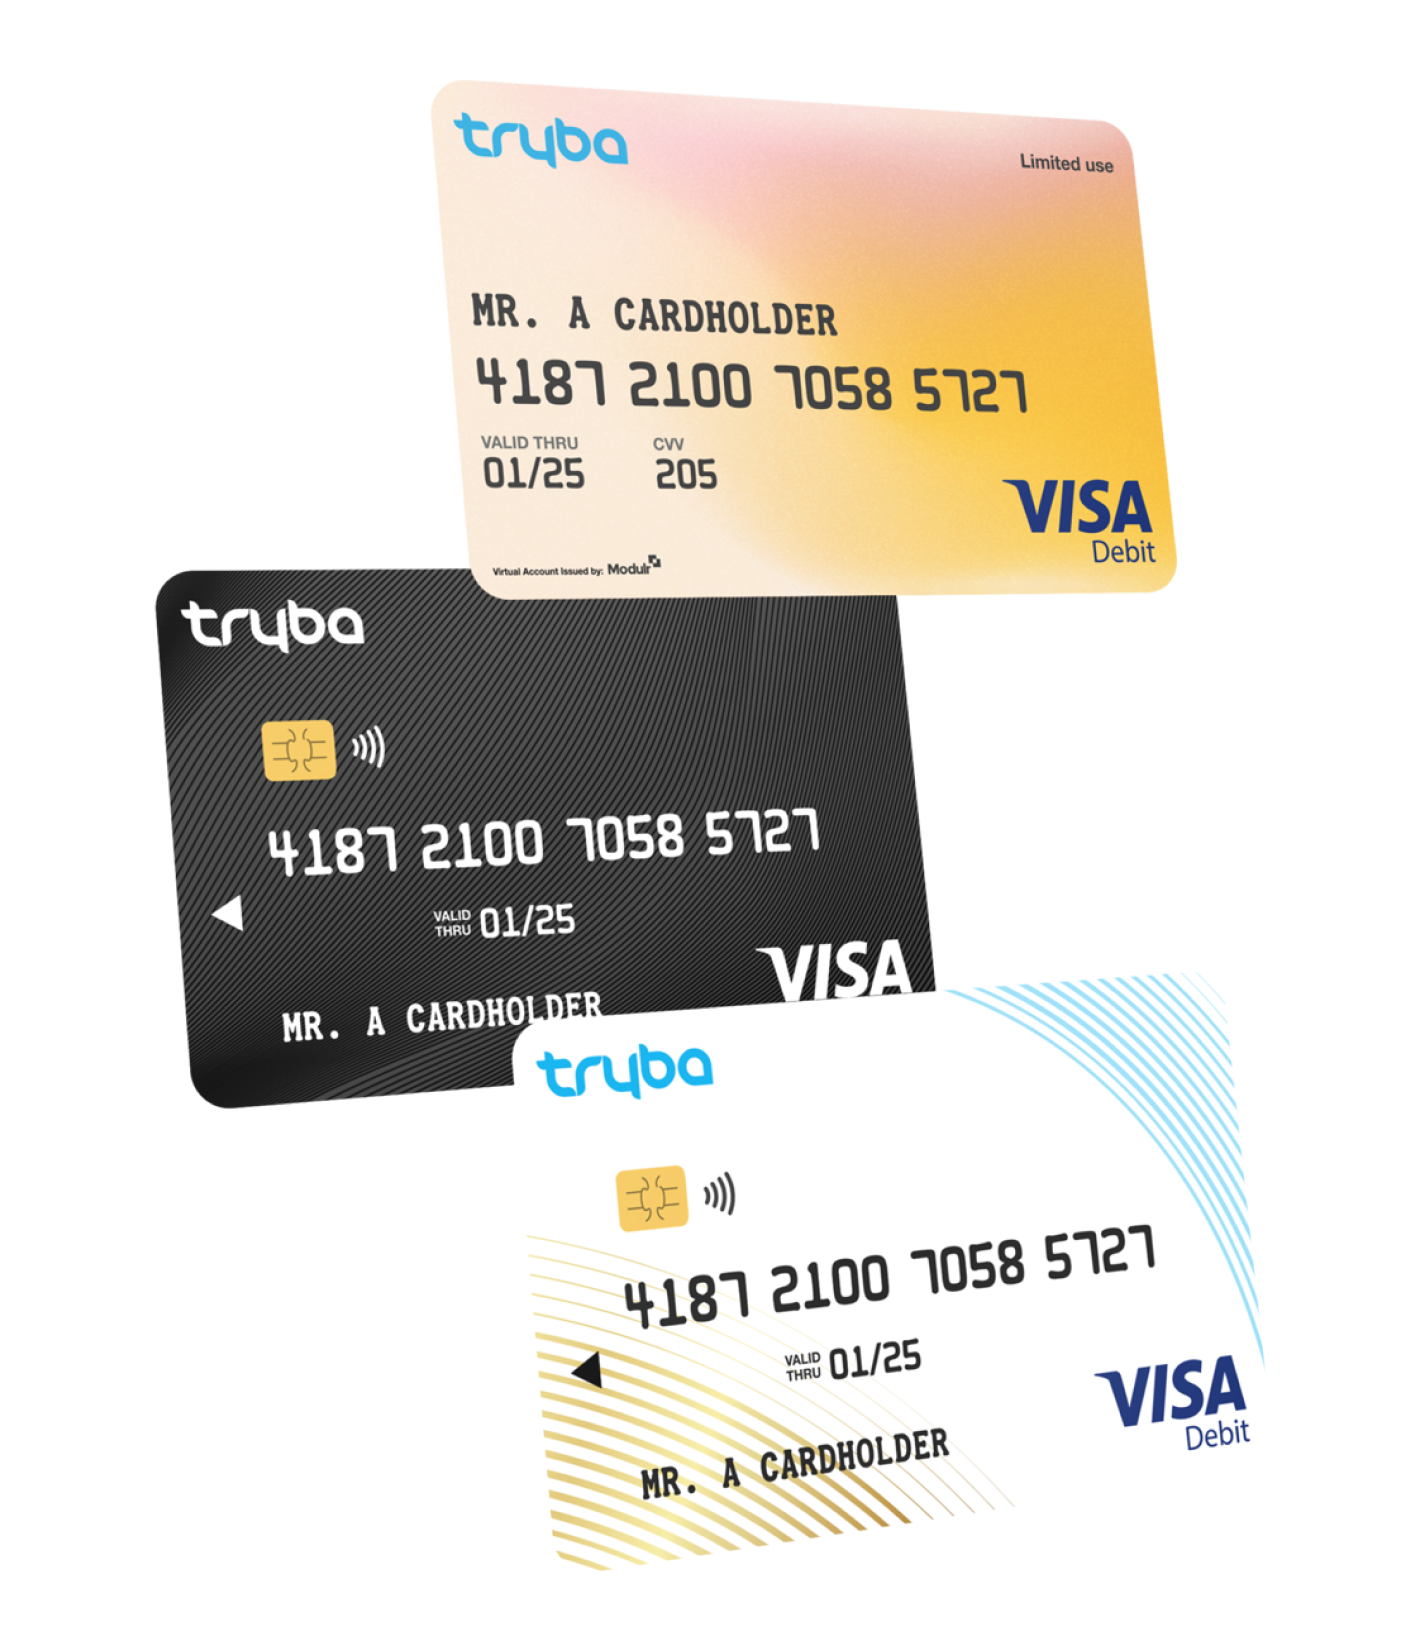 tryba
Limited use
MR. A CARDHOLDER
4187 2100 7058 5727
VALID THRU
01/25
CVV
205
VISA
Debit
Virtual Account Issued by: Modulr
tryba
4187 2100 7058 5727
VALID THRU 01/25
VISA
MR. A CARDHOLDER
tryba
4187 2100 7058 5727
VALID THRU 01/25
VISA
Debit
MR. A CARDHOLDER